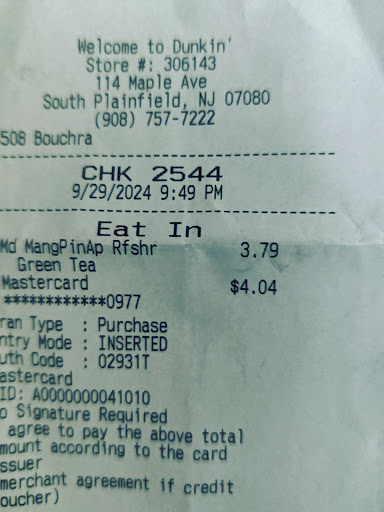 Welcome to Dunkin'
Store #: 306143
114 Maple Ave
South Plainfield, NJ 07080
(908) 757-7222
508 Bouchra
CHK 2544
9/29/2024 9:49 PM
Eat In
Md MangPinAp Rfshr 3.79
Green Tea
Mastercard $4.04
************0977
ran Type : Purchase
ntry Mode : INSERTED
uth Code : 02931T
astercard
ID: A0000000041010
o Signature Required
agree to pay the above total
mount according to the card
ssuer
merchant agreement if credit
oucher)